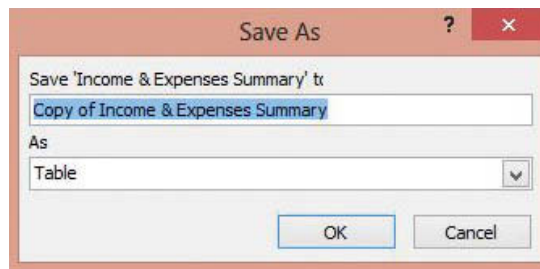 Save As
?
Save 'Income & Expenses Summary' to
Copy of Income & Expenses Summary
As
Table
OK
Cancel